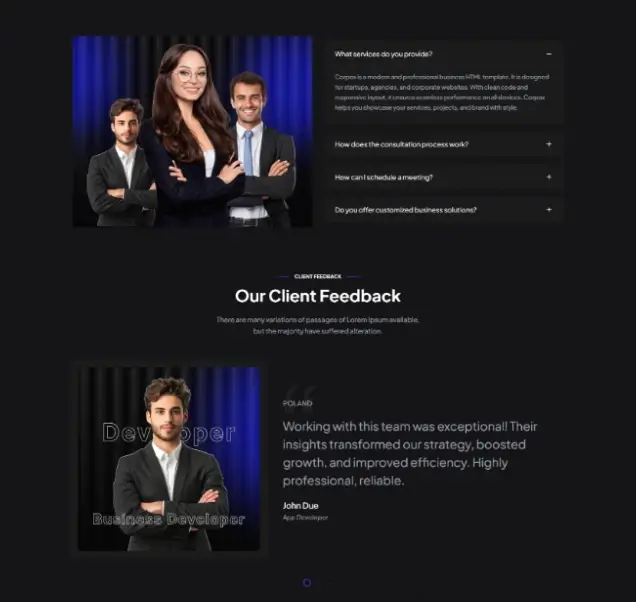 What services do you provide?
Corpox is a modern and professional business HTML template. It is designed
for startups, agencies, and corporate websites. With clean code and
responsive layout, it ensures seamless performance on all devices. Corpox
helps you showcase your services, projects, and brand with style.
How does the consultation process work?
How can I schedule a meeting?
Do you offer customized business solutions?
CLIENT FEEDBACK
Our Client Feedback
There are many variations of passages of Lorem Ipsum available,
but the majority have suffered alteration.
Developer
Business Developer
POLAND
Working with this team was exceptional! Their
insights transformed our strategy, boosted
growth, and improved efficiency. Highly
professional, reliable.
John Due
App Developer